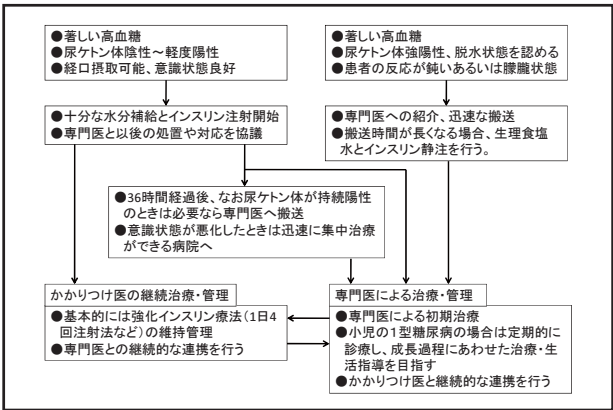 ●著しい高血糖
●尿ケトン体陰性～軽度陽性
●経口摂取可能、意識状態良好
●著しい高血糖
●尿ケトン体強陽性、脱水状態を認める
●患者の反応が鈍いあるいは朦朧状態
●十分な水分補給とインスリン注射開始
●専門医と以後の処置や対応を協議
●専門医への紹介、迅速な搬送
●搬送時間が長くなる場合、生理食塩
水とインスリン静注を行う。
●36時間経過後、なお尿ケトン体が持続陽性
のときは必要なら専門医へ搬送
●意識状態が悪化したときは迅速に集中治療
ができる病院へ
かかりつけ医の継続治療・管理
●基本的には強化インスリン療法(1日4
回注射法など)の維持管理
●専門医との継続的な連携を行う
専門医による治療・管理
●専門医による初期治療
●小児の1型糖尿病の場合は定期的に
診療し、成長過程にあわせた治療・生
活指導を目指す
●かかりつけ医と継続的な連携を行う